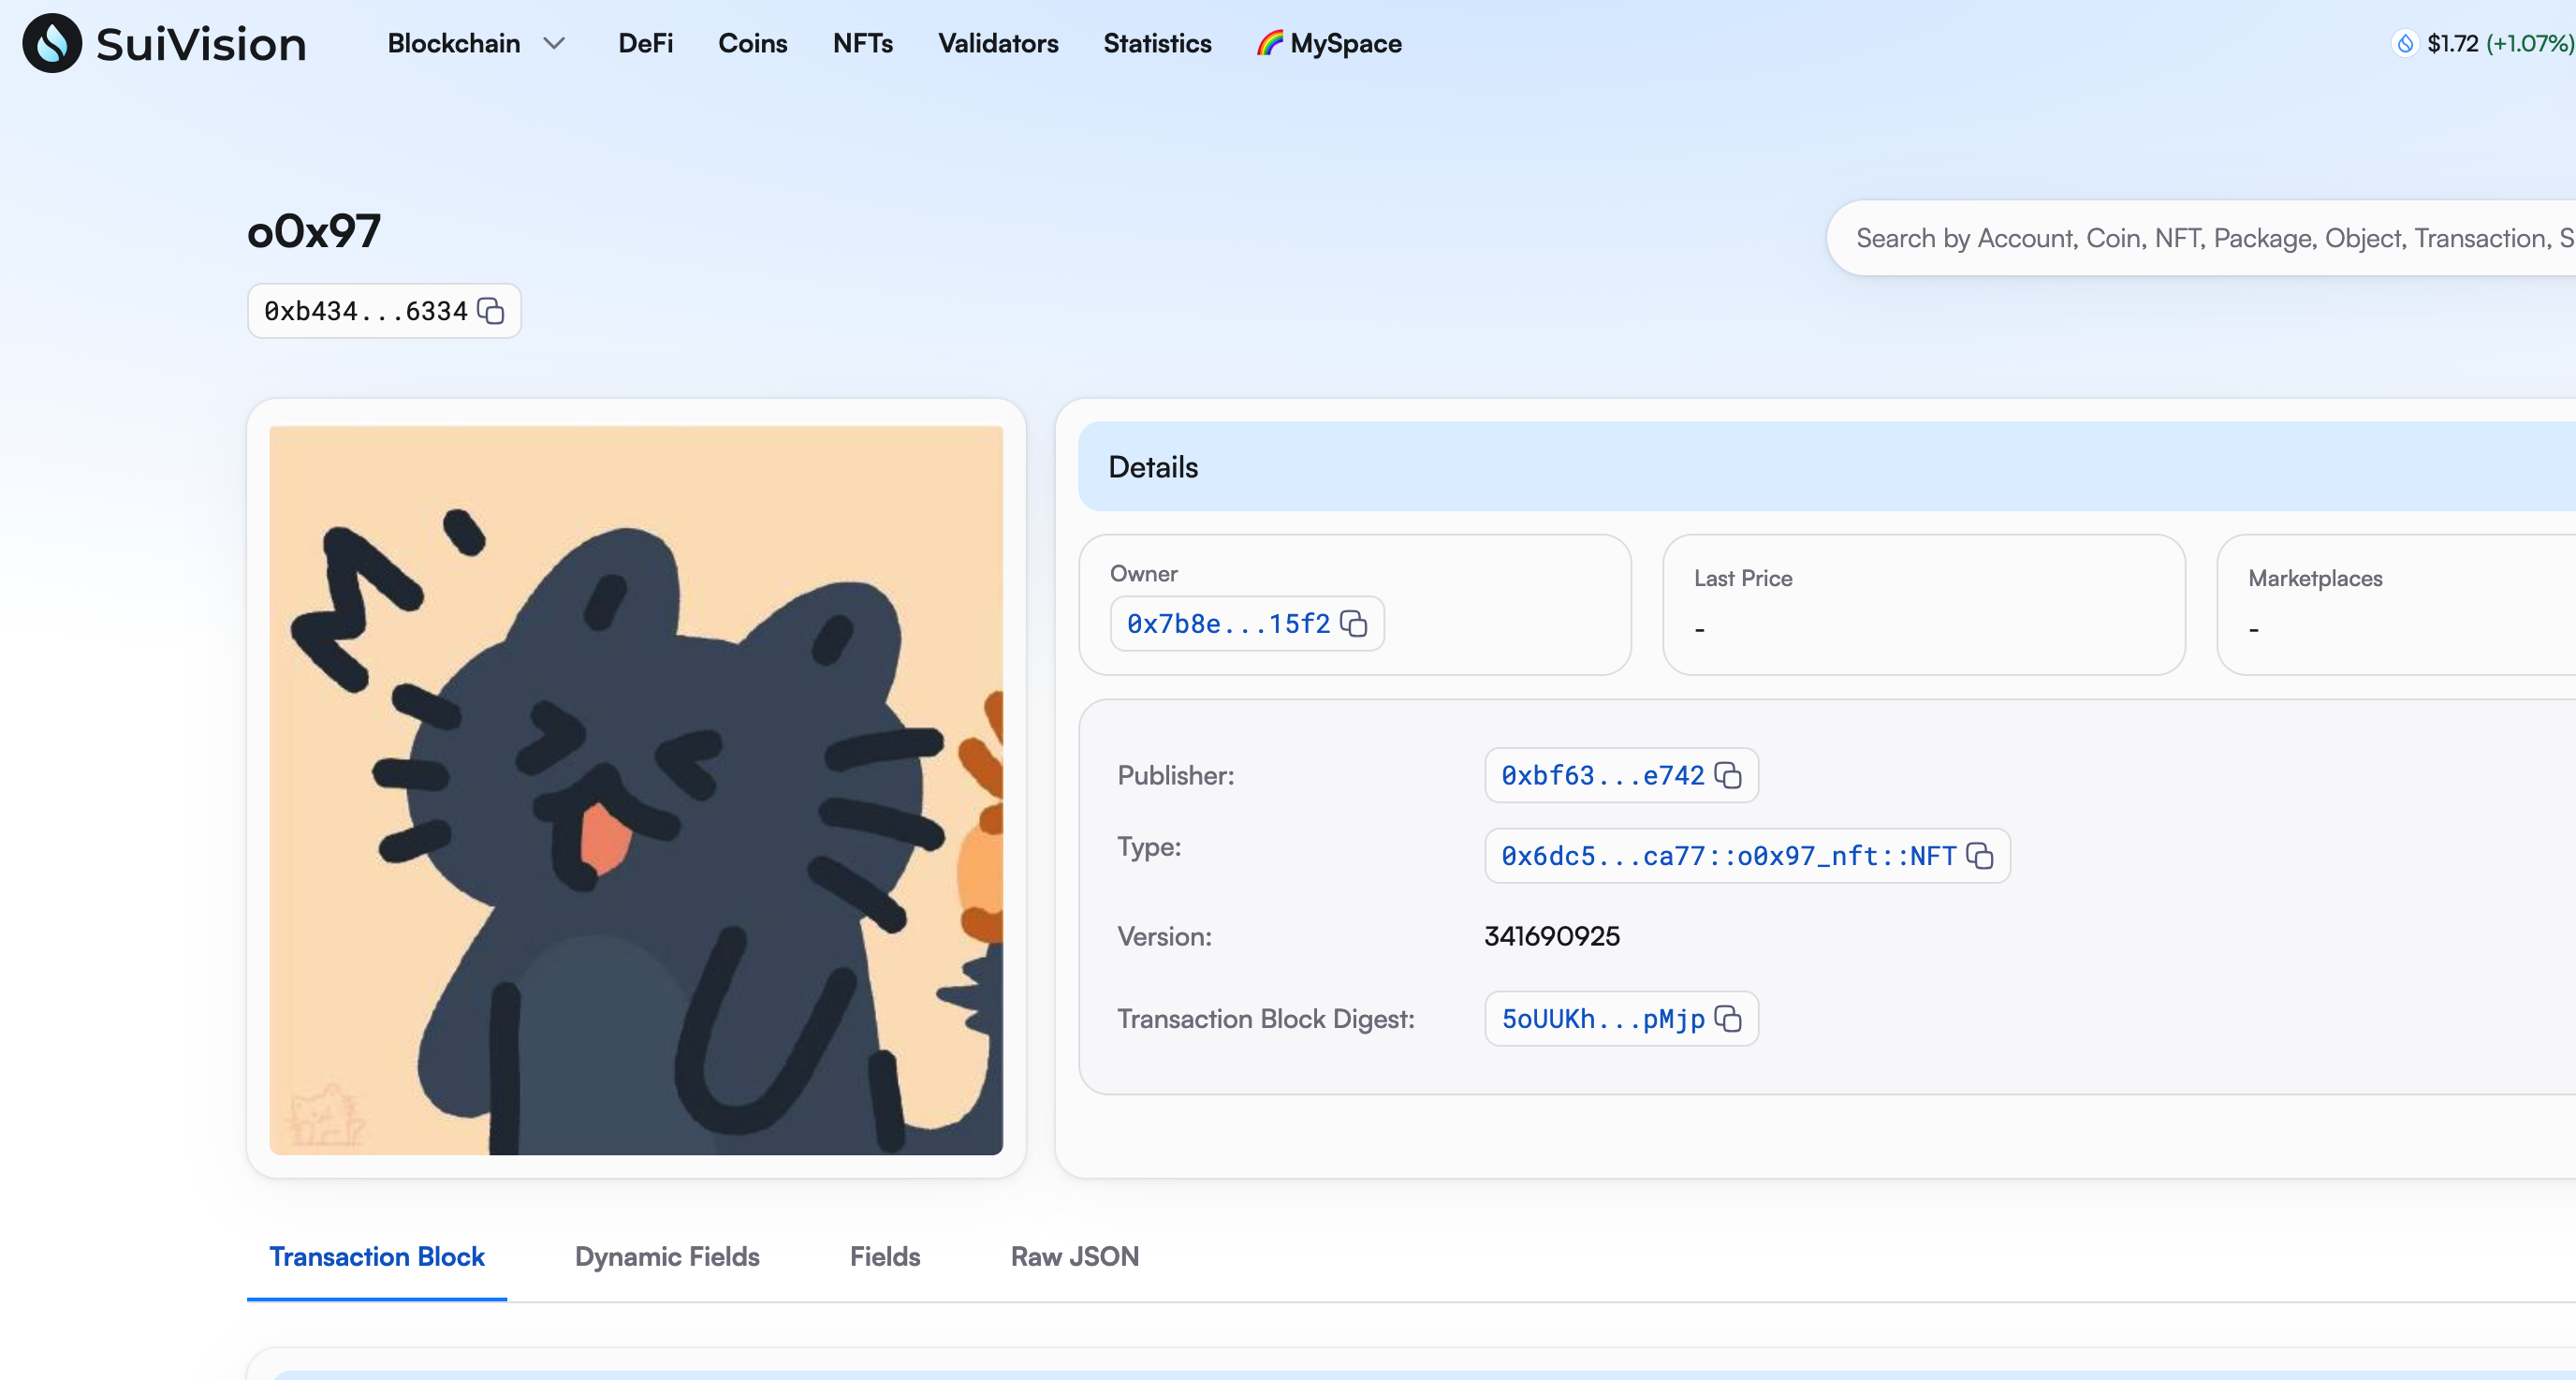 SuiVision
Blockchain DeFi Coins NFTs Validators Statistics MySpace $1.72 (+1.07%)
o0x97
Search by Account, Coin, NFT, Package, Object, Transaction, S
0xb434...6334
Details
Owner
0x7b8e...15f2
Last Price
-
Marketplaces
-
Publisher: 0xbf63...e742
Type: 0x6dc5...ca77::o0x97_nft::NFT
Version: 341690925
Transaction Block Digest: 5oUUKh...pMjp
Transaction Block Dynamic Fields Fields Raw JSON